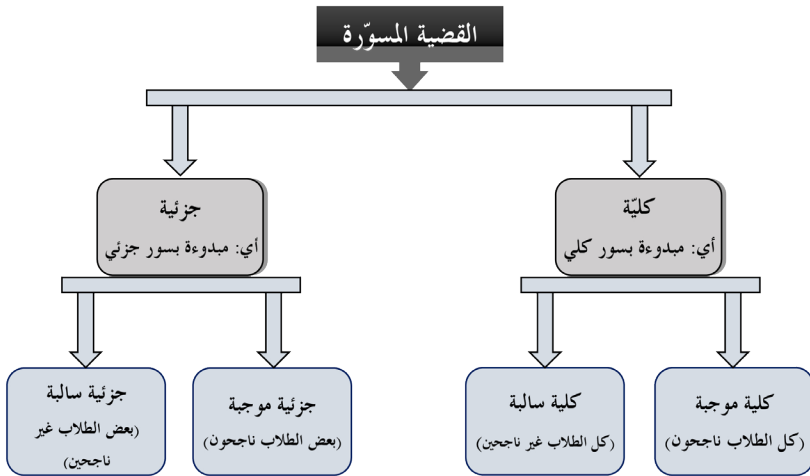 القضية المسوّرة
كليّة
أي: مبدوءة بسور كلي
جزئية
أي: مبدوءة بسور جزئي
كلية موجبة
(كل الطلاب ناجحون)
كلية سالبة
(كل الطلاب غير ناجحين)
جزئية موجبة
(بعض الطلاب ناجحون)
جزئية سالبة
(بعض الطلاب غير
ناجحين)